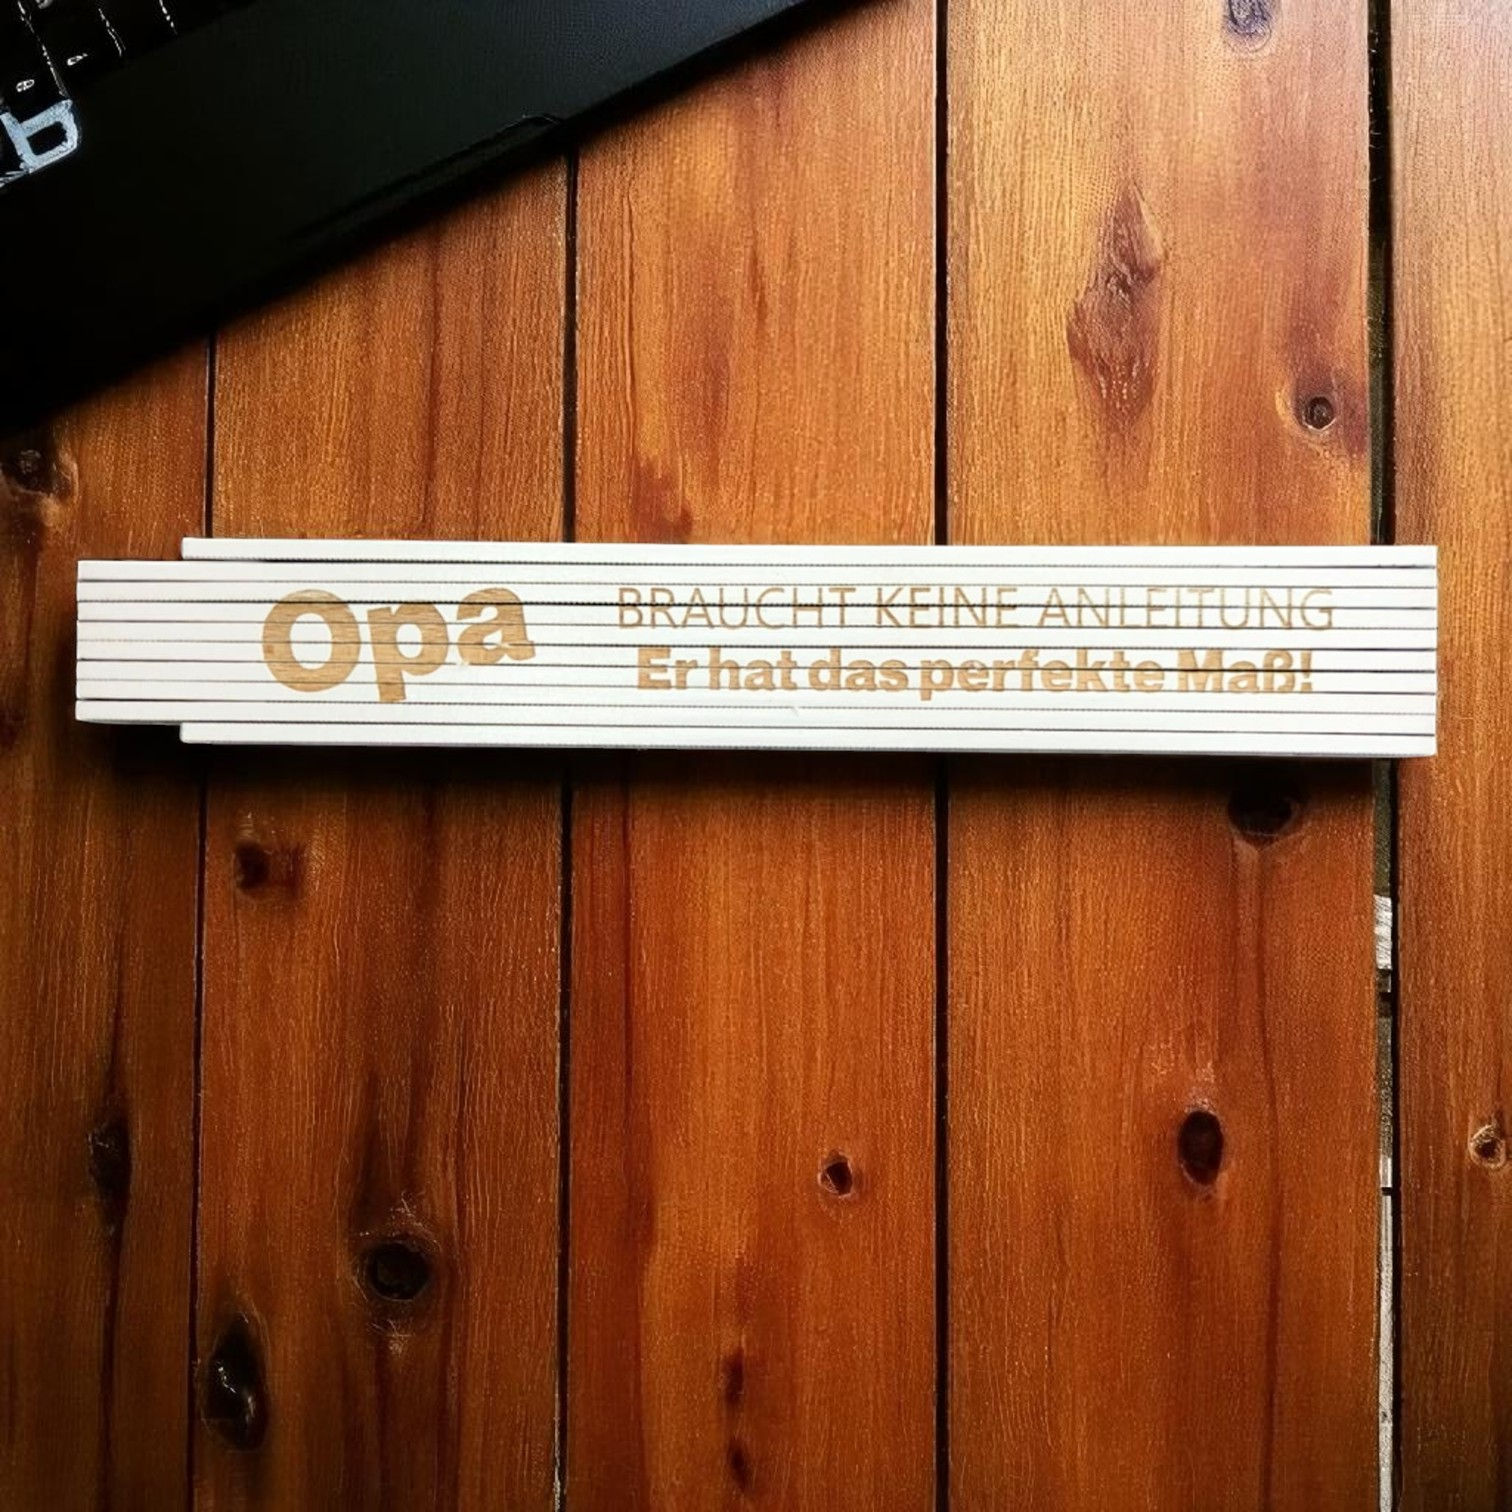 Opa
BRAUCHT KEINE ANLEITUNG
Er hat das perfekte Maß!